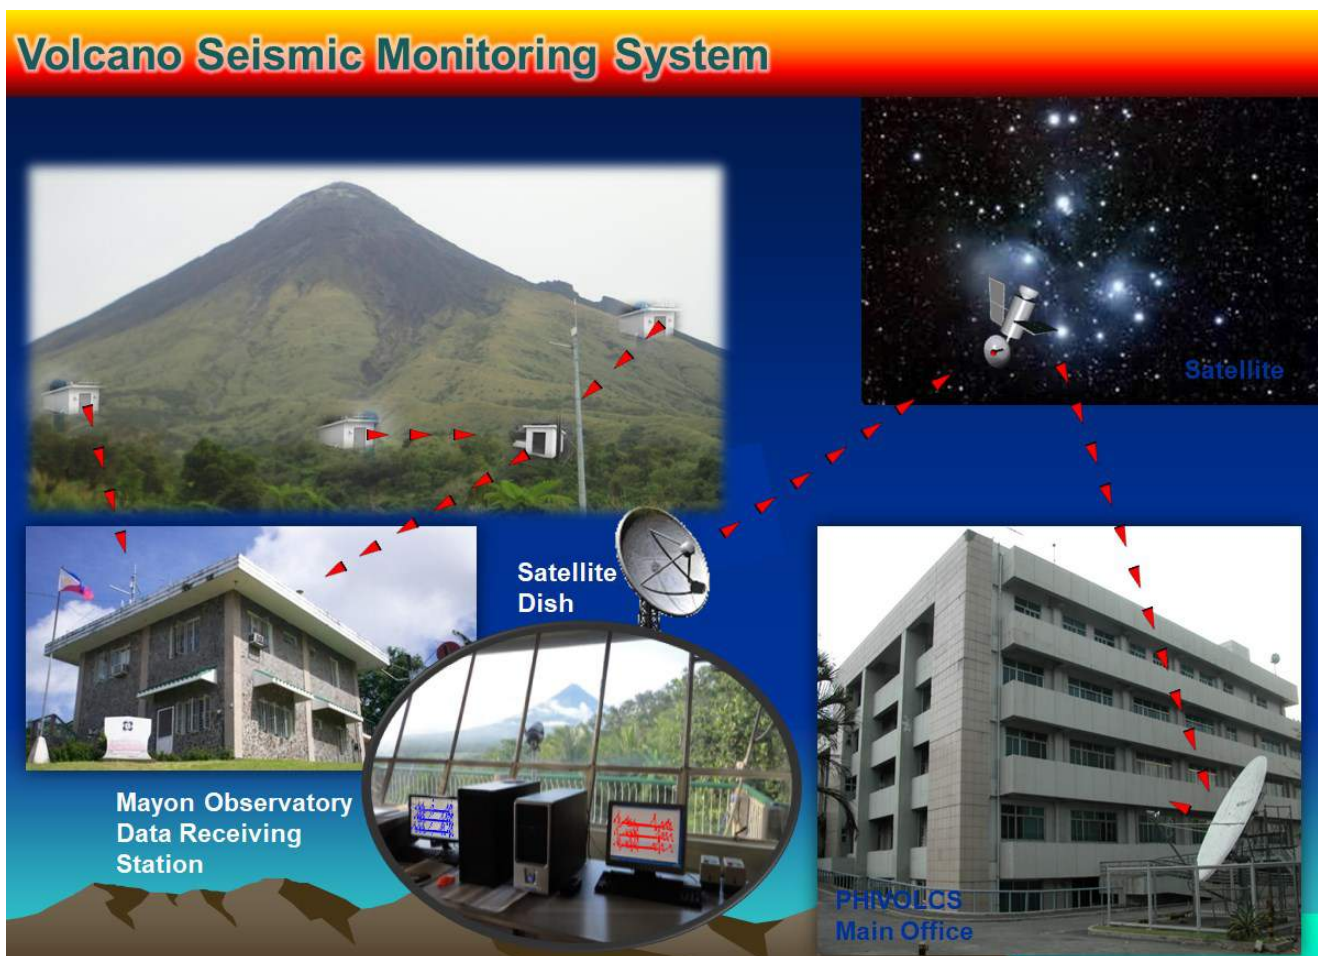 Volcano Seismic Monitoring System
Satellite
Satellite
Dish
Mayon Observatory
Data Receiving
Station
PHIVOLCS
Main Office